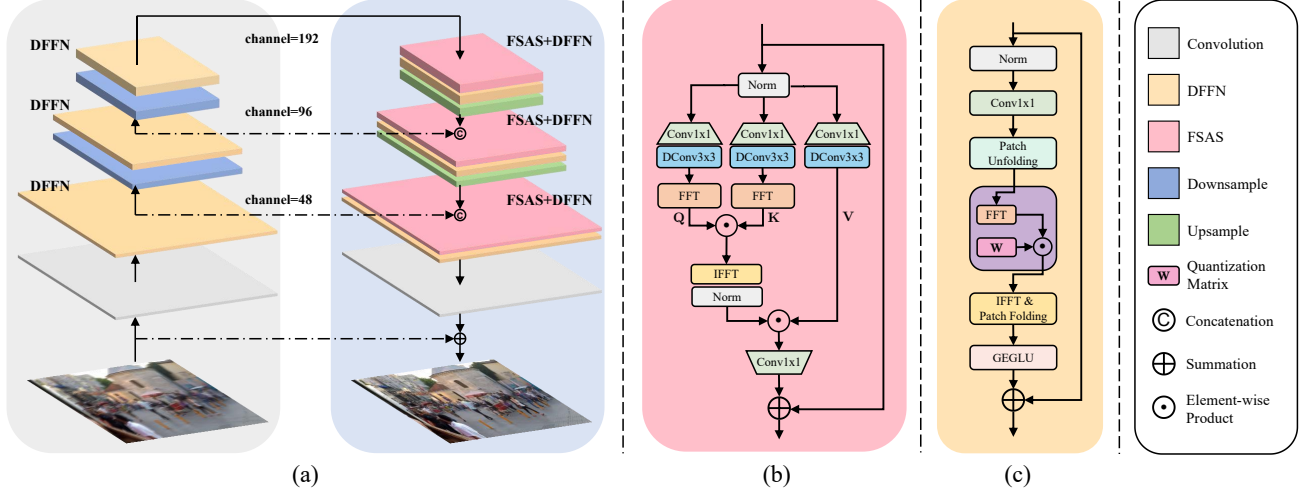 DFFN
channel=192
FSAS+DFFN
DFFN
channel=96
FSAS+DFFN
DFFN
channel=48
FSAS+DFFN
C
C
(a)
Norm
Conv1x1
Conv1x1
Conv1x1
DConv3x3
DConv3x3
DConv3x3
FFT
FFT
Q
K
V
IFFT
Norm
Conv1x1
(b)
Norm
Conv1x1
Patch
Unfolding
FFT
W
IFFT &
Patch Folding
GEGLU
(c)
Convolution
DFFN
FSAS
Downsample
Upsample
W
Quantization
Matrix
C
Concatenation
Summation
Element-wise
Product